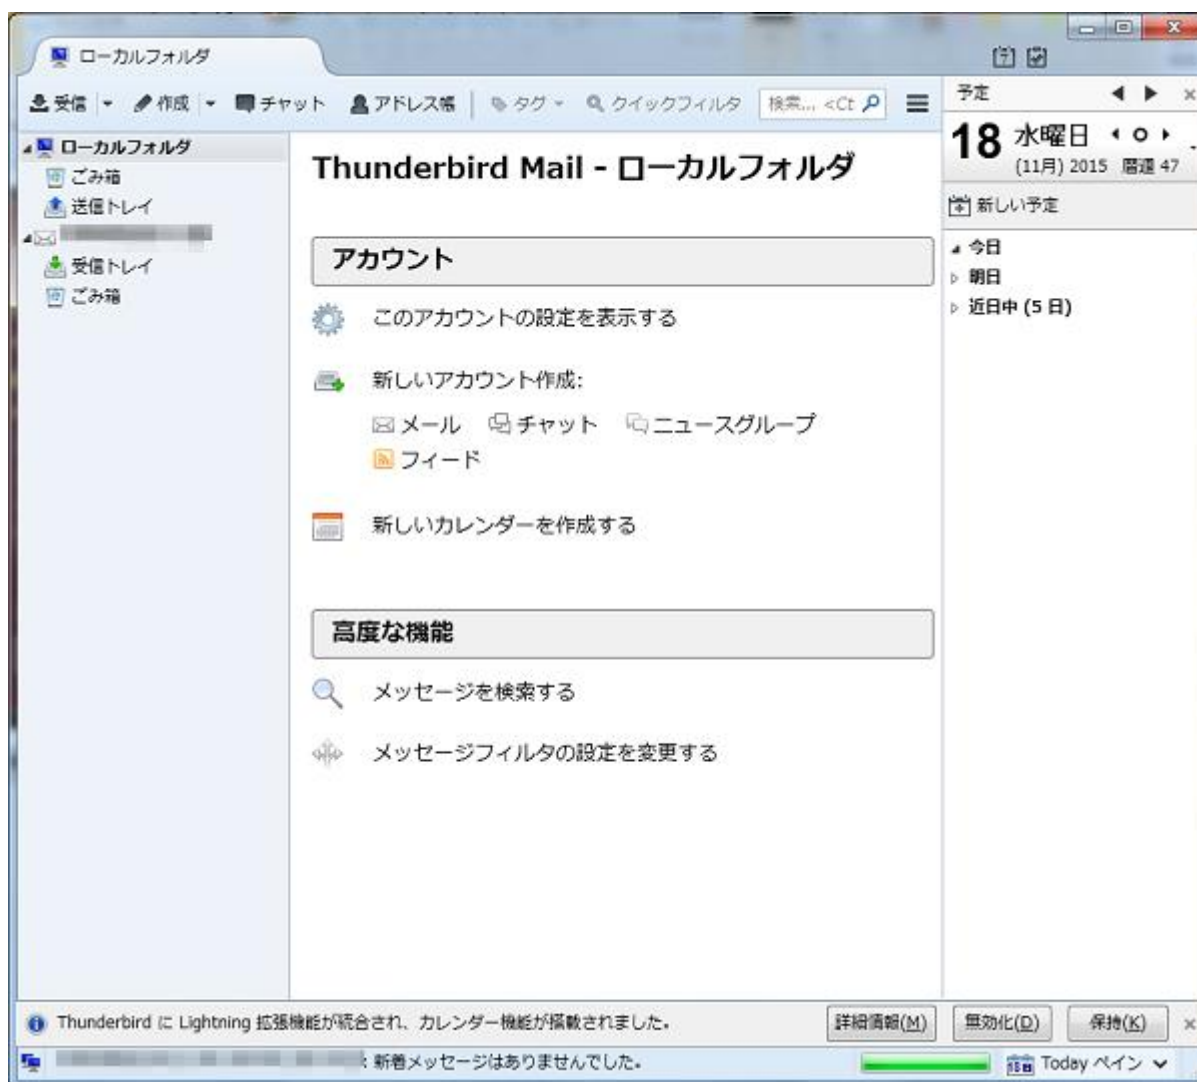 ローカルフォルダ
受信 作成 チャット アドレス帳 タグ クイックフィルタ 検索... <Ct
ローカルフォルダ
ごみ箱
送信トレイ
受信トレイ
ごみ箱
Thunderbird Mail - ローカルフォルダ
アカウント
このアカウントの設定を表示する
新しいアカウント作成:
メール チャット ニュースグループ
フィード
新しいカレンダーを作成する
高度な機能
メッセージを検索する
メッセージフィルタの設定を変更する
予定
18 水曜日
(11月) 2015 暦週 47
新しい予定
今日
明日
近日中 (5 日)
Thunderbird に Lightning 拡張機能が統合され、カレンダー機能が搭載されました。 詳細情報(M) 無効化(D) 保持(K)
: 新着メッセージはありませんでした。 Today ペイン